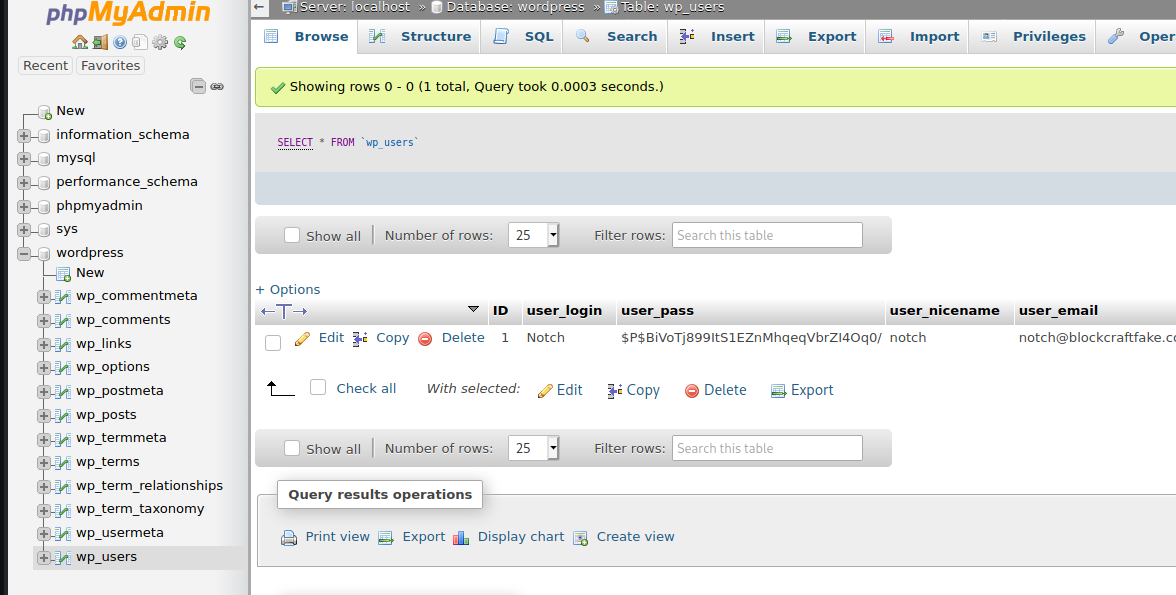 phpMyAdmin
Recent Favorites
New
information_schema
mysql
performance_schema
phpmyadmin
sys
wordpress
New
wp_commentmeta
wp_comments
wp_links
wp_options
wp_postmeta
wp_posts
wp_termmeta
wp_terms
wp_term_relationships
wp_term_taxonomy
wp_usermeta
wp_users
Server: localhost » Database: wordpress » Table: wp_users
Browse Structure SQL Search Insert Export Import Privileges Oper
Showing rows 0 - 0 (1 total, Query took 0.0003 seconds.)
SELECT * FROM `wp_users`
Show all Number of rows: 25 Filter rows: Search this table
+ Options
←T→ ID user_login user_pass user_nicename user_email
Edit Copy Delete 1 Notch $P$BiVoTj899ItS1EZnMhqeqVbrZI4Oq0/ notch notch@blockcraftfake.co
Check all With selected: Edit Copy Delete Export
Show all Number of rows: 25 Filter rows: Search this table
Query results operations
Print view Export Display chart Create view